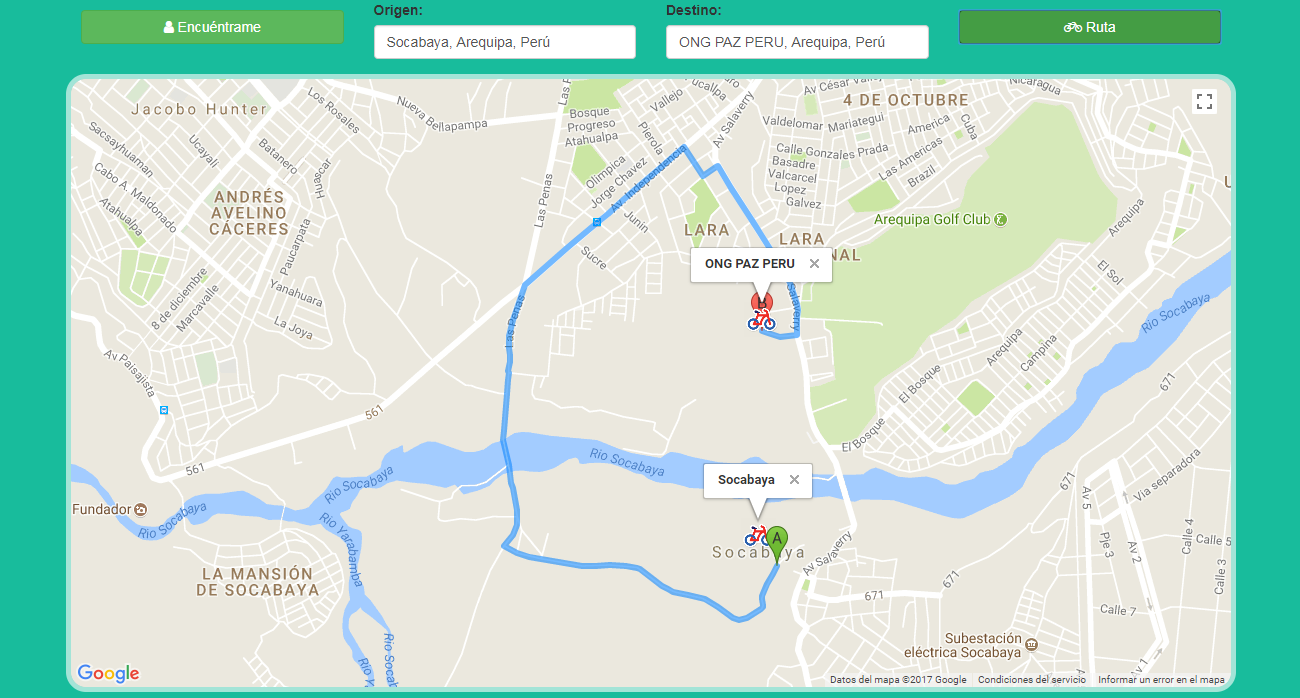 Encuéntrame
Origen:
Socabaya, Arequipa, Perú
Destino:
ONG PAZ PERU, Arequipa, Perú
Ruta
Jacobo Hunter
Los Rosales
Nueva Bellapampa
Bosque
Progreso
Atahualpa
Vallejo
Pierola
Av Salaverry
Av César Vallejo
4 DE OCTUBRE
Nicaragua
Valdelomar
Mariategui
America
Cuba
Sacsayhuaman
Ucayali
Batanero
Huescar
Cabo A. Maldonado
Atahualpa
ANDRÉS
AVELINO
CÁCERES
Paucarpata
Las Penas
Olimpica
Jorge Chavez
Av. Independencia
Junin
Sucre
Calle Gonzales Prada
Basadre
Valcarcel
Lopez
Galvez
Las Americas
Brazil
LARA
LARA
NAL
Arequipa Golf Club
Arequipa
El Sol
8 de diciembre
Marcavalle
Yanahuara
La Joya
Las Penas
ONG PAZ PERU
B
Salaverry
Rio Socabaya
Av Paisajista
561
561
Arequipa
Campina
El Bosque
El Bosque
671
Rio Socabaya
Rio Socabaya
Socabaya
A
Socabaya
Fundador
Rio Socabaya
Rio Yarabamba
LA MANSIÓN
DE SOCABAYA
Av Salaverry
671
671
671
Via separadora
Av 5
Pje 3
Av 2
Calle 4
Calle 5
Calle 3
Calle 7
Av 1
Subestación
eléctrica Socabaya
Google
Datos del mapa ©2017 Google
Condiciones del servicio
Informar un error en el mapa